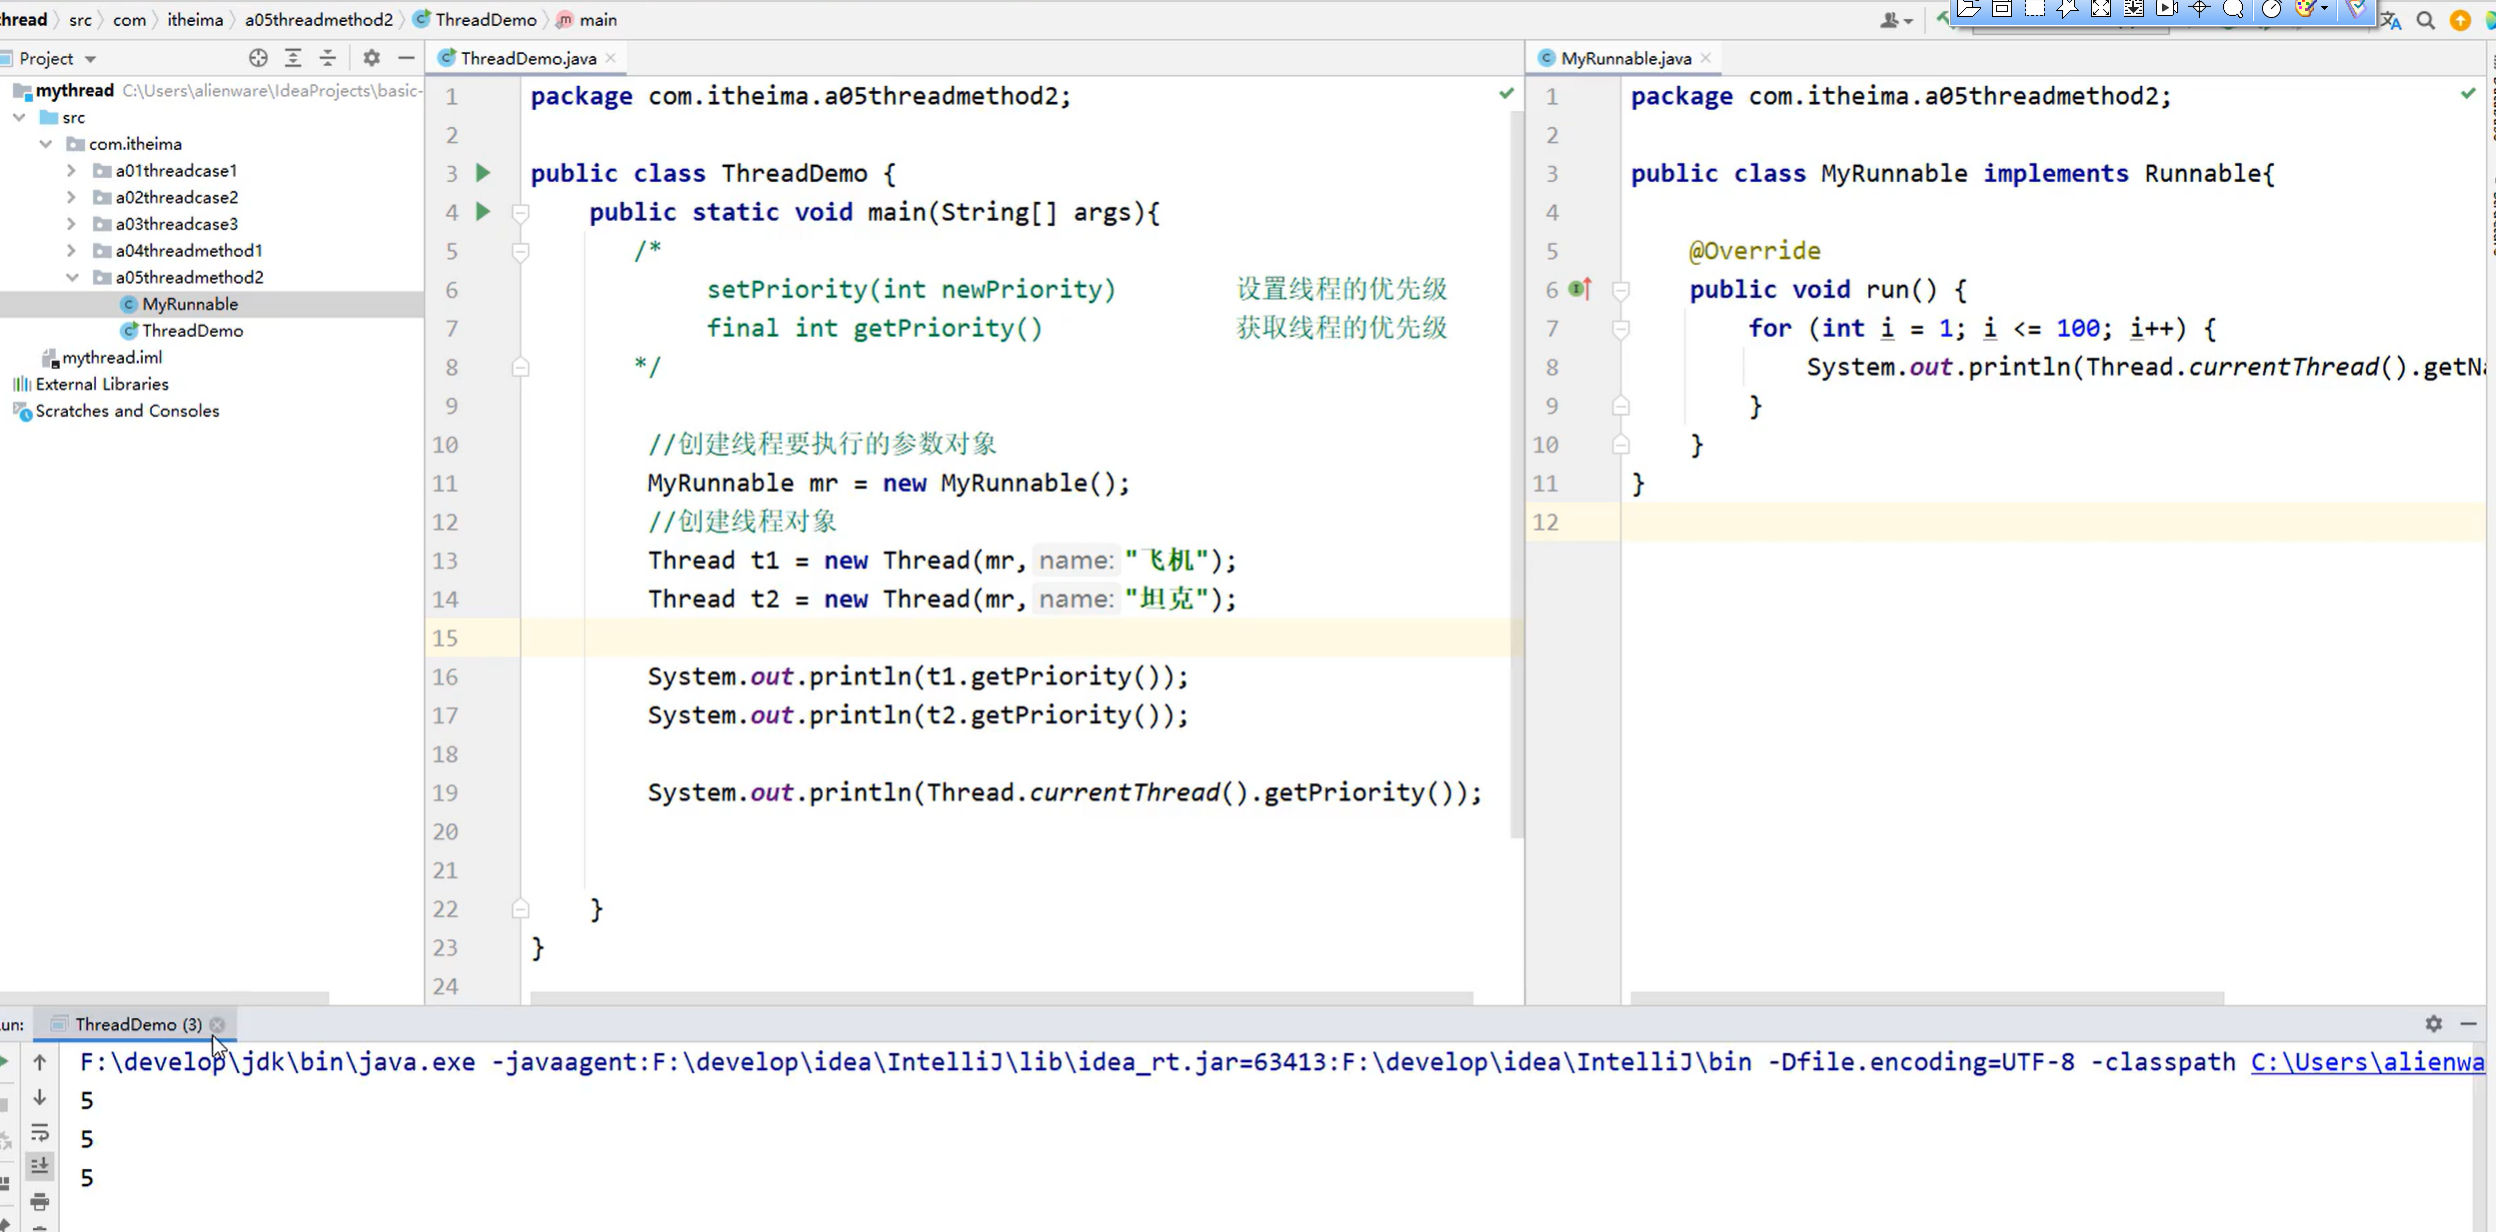 thread src com itheima a05threadmethod2 ThreadDemo main
Project
mythread C:\Users\alienware\IdeaProjects\basic-
src
com.itheima
a01threadcase1
a02threadcase2
a03threadcase3
a04threadmethod1
a05threadmethod2
MyRunnable
ThreadDemo
mythread.iml
External Libraries
Scratches and Consoles
ThreadDemo.java
1 package com.itheima.a05threadmethod2;
2
3 public class ThreadDemo {
4 public static void main(String[] args){
5 /*
6 setPriority(int newPriority) 设置线程的优先级
7 final int getPriority() 获取线程的优先级
8 */
9
10 //创建线程要执行的参数对象
11 MyRunnable mr = new MyRunnable();
12 //创建线程对象
13 Thread t1 = new Thread(mr, name: "飞机");
14 Thread t2 = new Thread(mr, name: "坦克");
15
16 System.out.println(t1.getPriority());
17 System.out.println(t2.getPriority());
18
19 System.out.println(Thread.currentThread().getPriority());
20
21
22 }
23 }
24
MyRunnable.java
1 package com.itheima.a05threadmethod2;
2
3 public class MyRunnable implements Runnable{
4
5 @Override
6 public void run() {
7 for (int i = 1; i <= 100; i++) {
8 System.out.println(Thread.currentThread().getNa
9 }
10 }
11 }
12
un: ThreadDemo (3)
F:\develop\jdk\bin\java.exe -javaagent:F:\develop\idea\IntelliJ\lib\idea_rt.jar=63413:F:\develop\idea\IntelliJ\bin -Dfile.encoding=UTF-8 -classpath C:\Users\alienwa
5
5
5